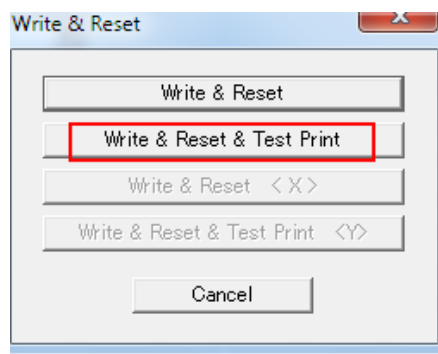 Write & Reset
Write & Reset
Write & Reset & Test Print
Write & Reset <X>
Write & Reset & Test Print <Y>
Cancel